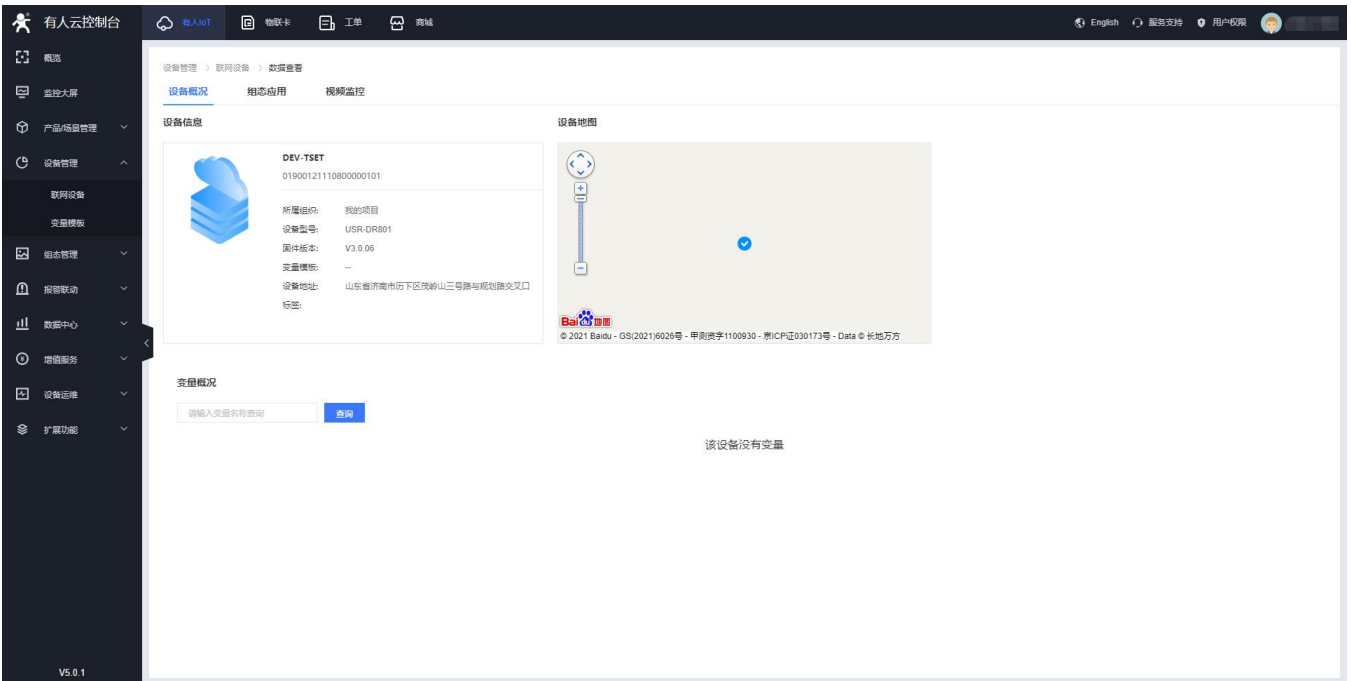 有人云控制台
有人IoT
物联卡
工单
商城
English
服务支持
用户权限
概览
监控大屏
产品/场景管理
设备管理
联网设备
变量模板
组态管理
报警联动
数据中心
增值服务
设备运维
扩展功能
V5.0.1
设备管理 > 联网设备 > 数据查看
设备概况 组态应用 视频监控
设备信息
DEV-TSET
01900121110800000101
所属组织: 我的项目
设备型号: USR-DR801
固件版本: V3.0.06
变量模板: --
设备地址: 山东省济南市历下区茂岭山三号路与规划路交叉口
标签:
设备地图
Bai du 地图
© 2021 Baidu - GS(2021)6026号 - 甲测资字1100930 - 京ICP证030173号 - Data © 长地万方
变量概况
请输入变量名称查询
查询
该设备没有变量